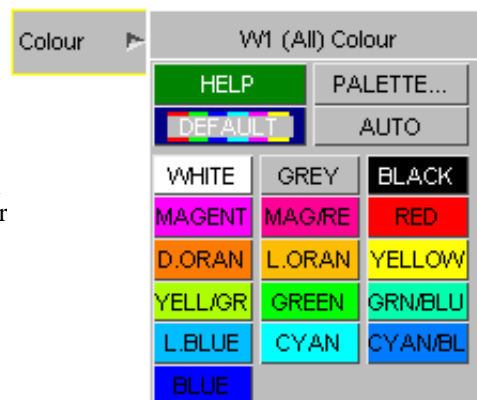 Colour
W1 (All) Colour
HELP PALETTE...
DEFAULT AUTO
WHITE GREY BLACK
MAGENT MAG/RE RED
D.ORAN L.ORAN YELLOW
YELL/GR GREEN GRN/BLU
L.BLUE CYAN CYAN/BL
BLUE
r